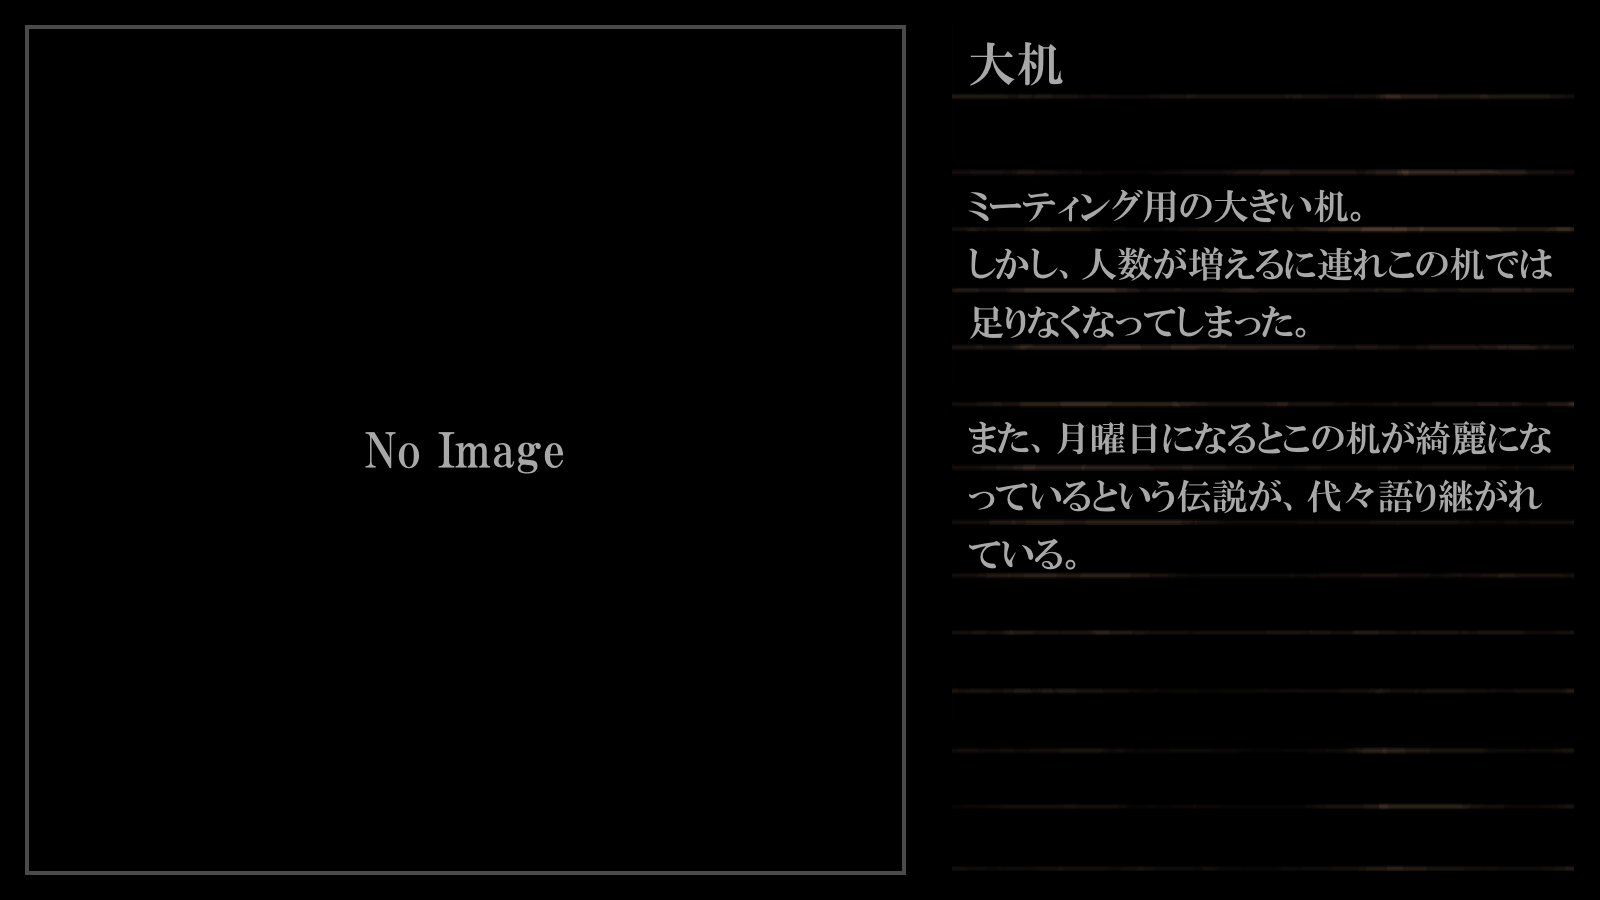 大机
No Image
ミーティング用の大きい机。
しかし、人数が増えるに連れこの机では
足りなくなってしまった。
また、月曜日になるとこの机が綺麗にな
っているという伝説が、代々語り継がれ
ている。